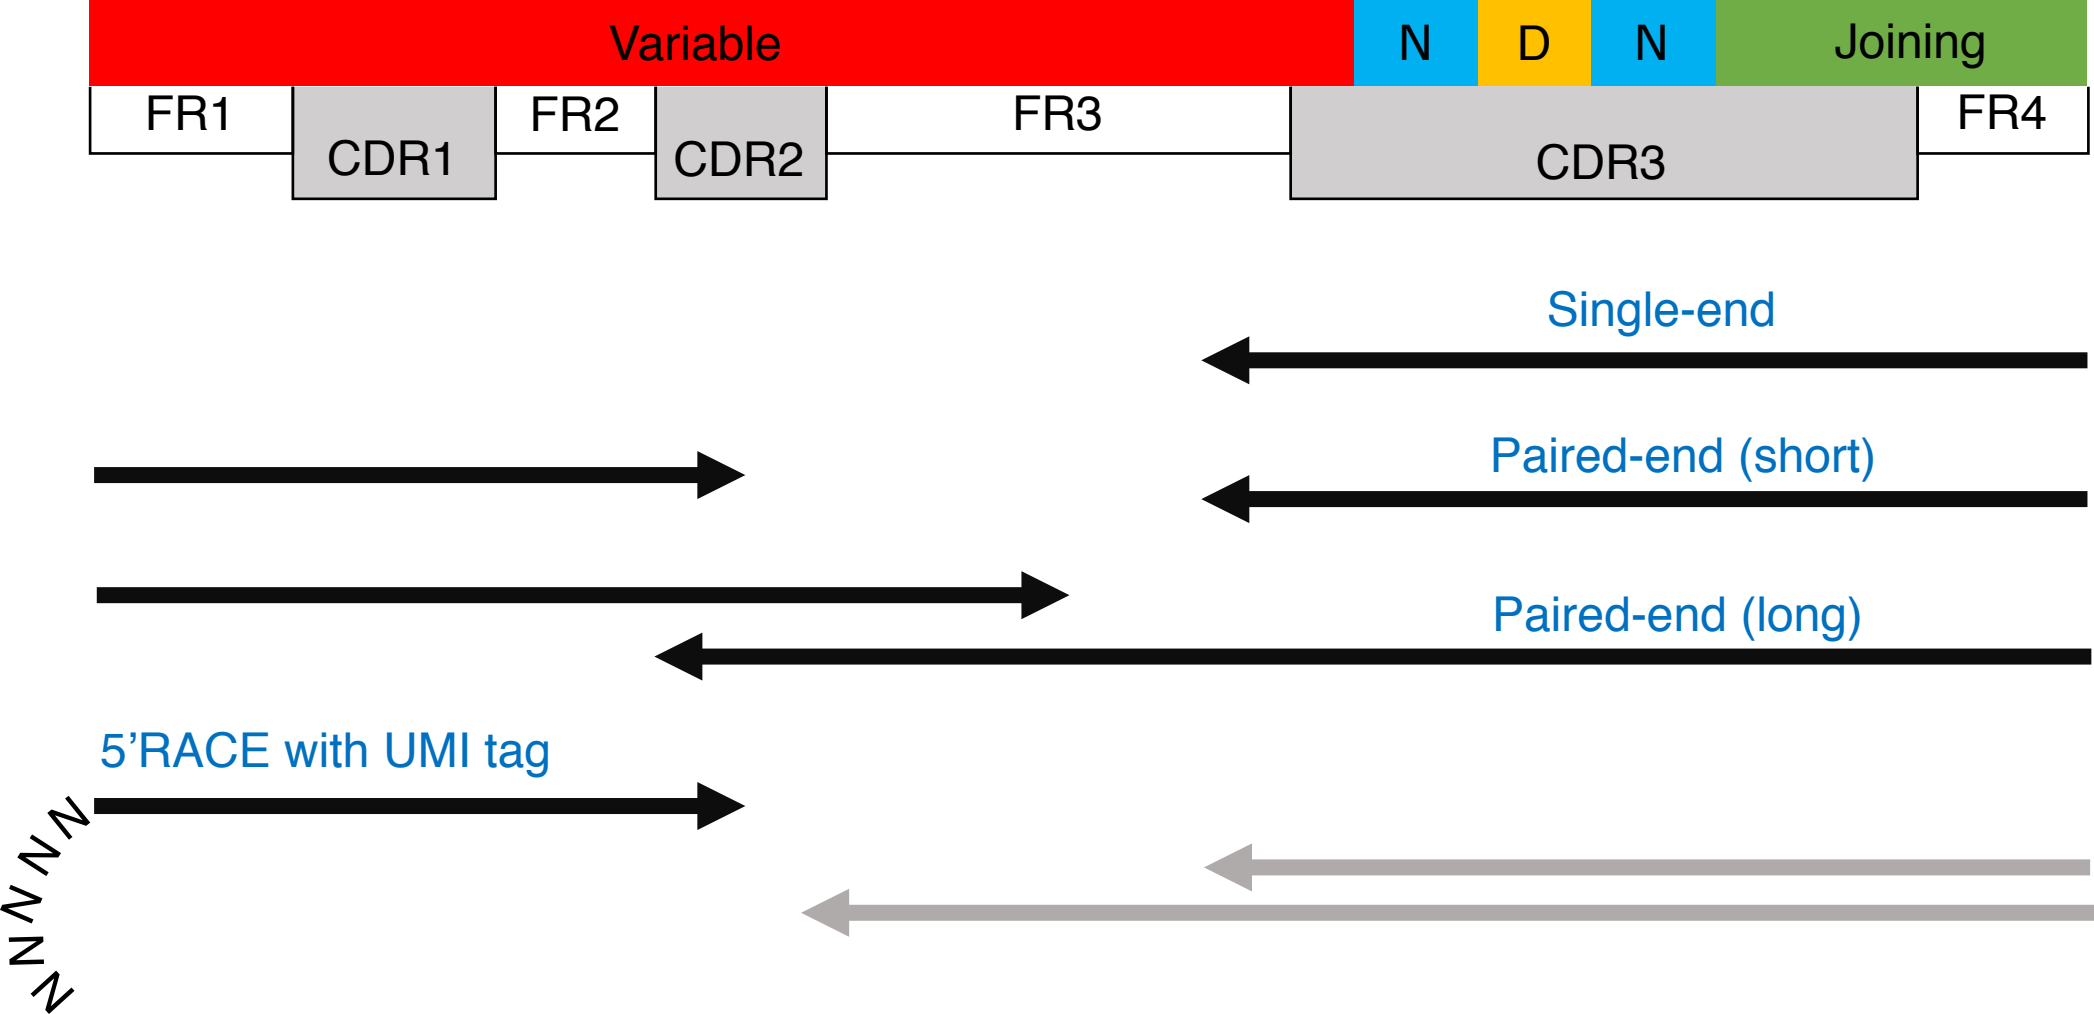 Variable N D N Joining
FR1 FR2 FR3 FR4
CDR1 CDR2 CDR3
Single-end
Paired-end (short)
Paired-end (long)
5’RACE with UMI tag
N
N
N
N
N